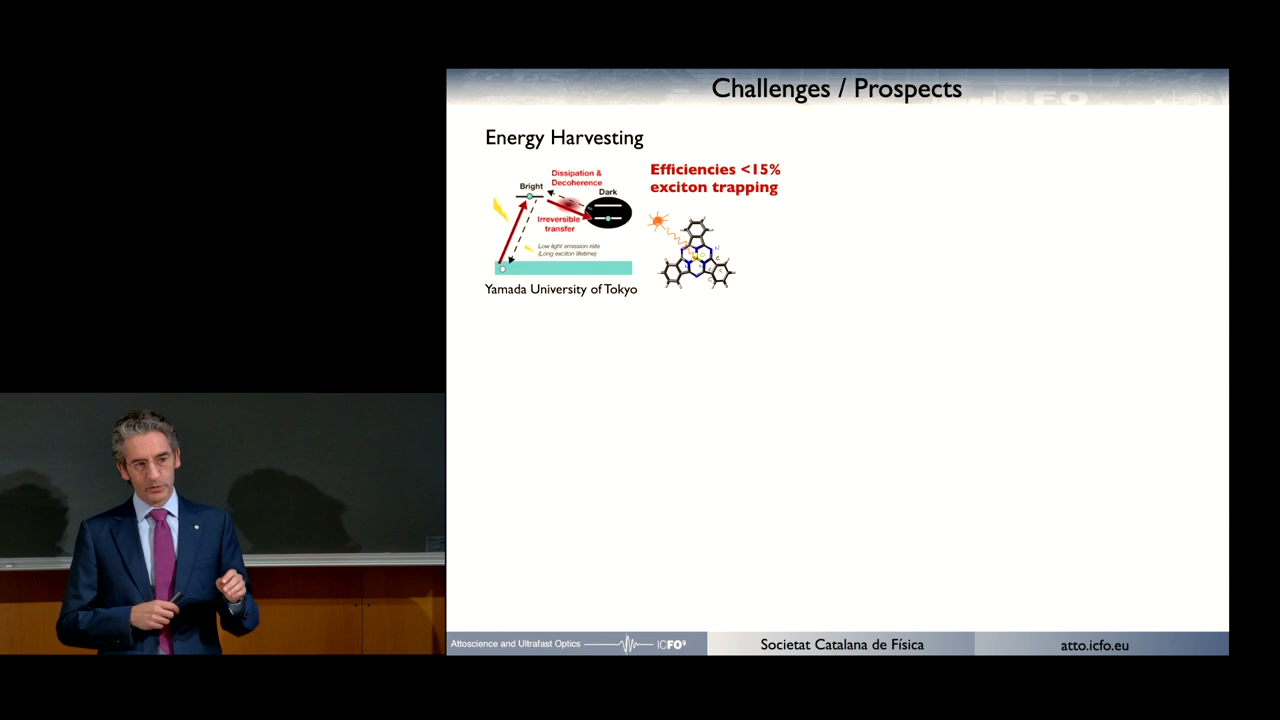 Challenges / Prospects
Energy Harvesting
Efficiencies <15%
exciton trapping
Dissipation &
Decoherence
Bright
Dark
Irreversible
transfer
Low light emission rate
(Long exciton lifetime)
Yamada University of Tokyo
Attoscience and Ultrafast Optics
ICFO
Societat Catalana de Física
atto.icfo.eu